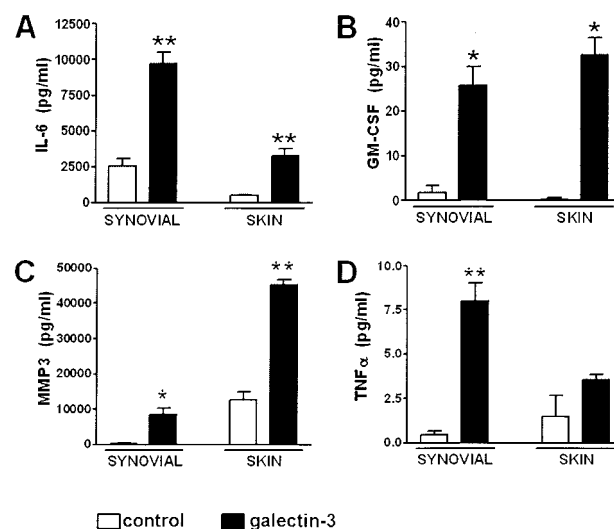 A
IL-6 (pg/ml)
12500
10000
7500
5000
2500
0
**
**
SYNOVIAL
SKIN
B
GM-CSF (pg/ml)
40
30
20
10
0
*
*
SYNOVIAL
SKIN
C
MMP3 (pg/ml)
50000
40000
30000
20000
10000
0
*
**
SYNOVIAL
SKIN
D
TNFα (pg/ml)
10.0
7.5
5.0
2.5
0.0
**
SYNOVIAL
SKIN
control
galectin-3